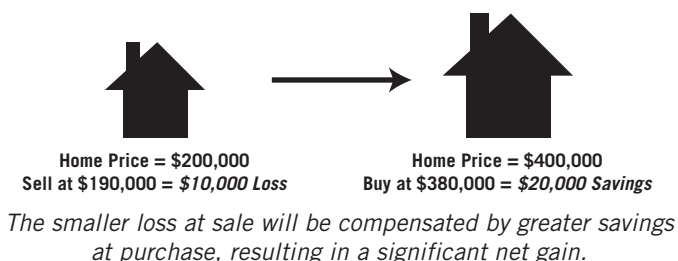 Home Price = $200,000
Sell at $190,000 = $10,000 Loss
Home Price = $400,000
Buy at $380,000 = $20,000 Savings
The smaller loss at sale will be compensated by greater savings
at purchase, resulting in a significant net gain.